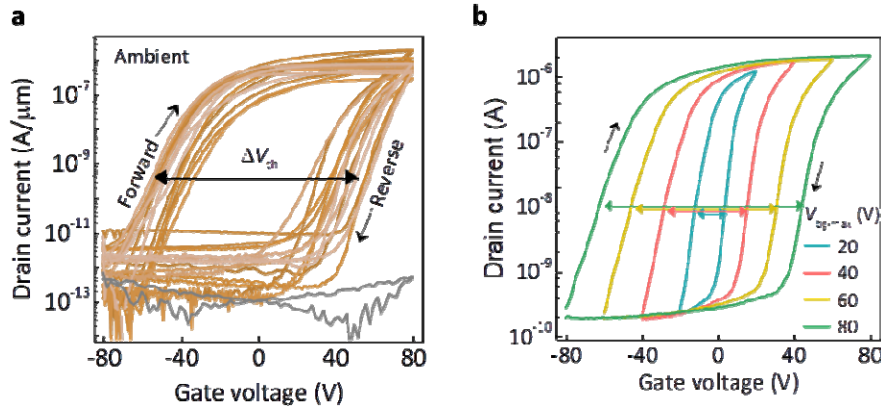 a
Ambient
Forward
ΔVth
Reverse
Drain current (A/μm)
10-7
10-9
10-11
10-13
-80
-40
0
40
80
Gate voltage (V)
b
Drain current (A)
10-6
10-7
10-8
10-9
10-10
(V)
20
40
60
80
-80
-40
0
40
80
Gate voltage (V)